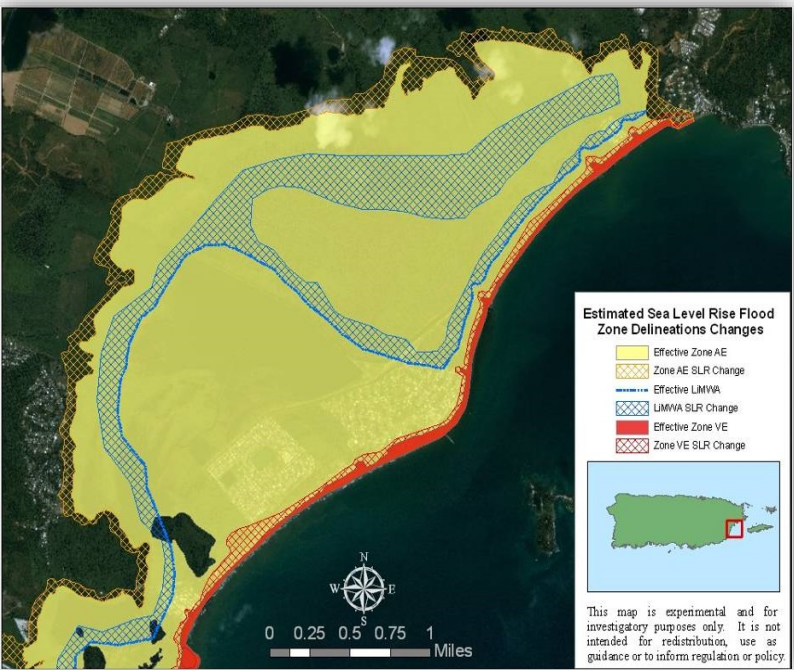 Estimated Sea Level Rise Flood
Zone Delineations Changes
Effective Zone AE
Zone AE SLR Change
Effective LiMWA
LiMWA SLR Change
Effective Zone VE
Zone VE SLR Change
N
W E
S
0 0.25 0.5 0.75 1
Miles
This map is experimental and for
investigatory purposes only. It is not
intended for redistribution, use as
guidance or to inform regulation or policy.